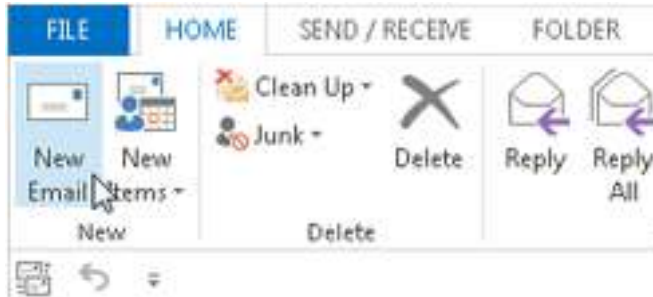 FILE HOME SEND / RECEIVE FOLDER
Clean Up
Junk
New Email
New Items
Delete
Reply
Reply All
New
Delete